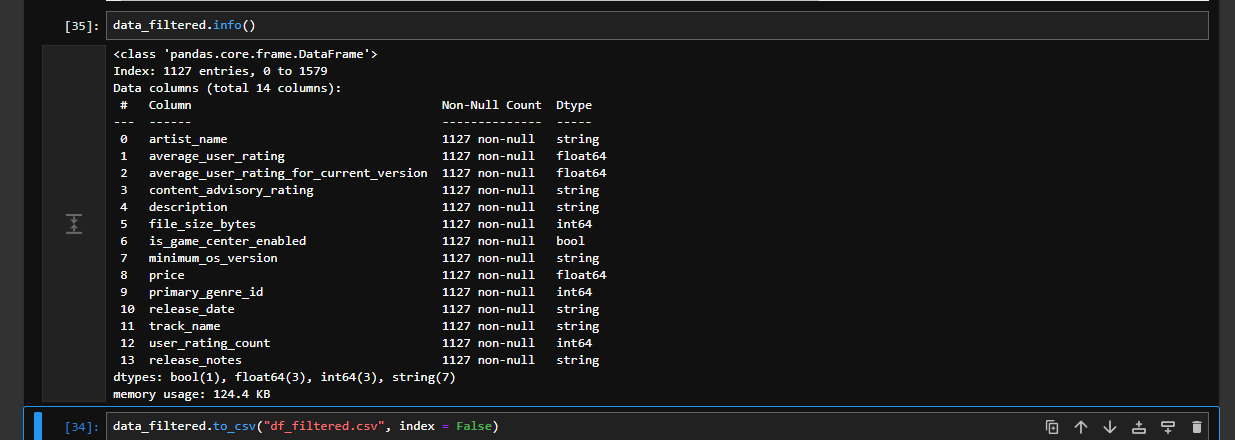 [35]: data_filtered.info()
<class 'pandas.core.frame.DataFrame'>
Index: 1127 entries, 0 to 1579
Data columns (total 14 columns):
 #   Column                                Non-Null Count  Dtype
---  ------                                --------------  -----
 0   artist_name                           1127 non-null   string
 1   average_user_rating                   1127 non-null   float64
 2   average_user_rating_for_current_version  1127 non-null   float64
 3   content_advisory_rating               1127 non-null   string
 4   description                           1127 non-null   string
 5   file_size_bytes                       1127 non-null   int64
 6   is_game_center_enabled                1127 non-null   bool
 7   minimum_os_version                    1127 non-null   string
 8   price                                 1127 non-null   float64
 9   primary_genre_id                      1127 non-null   int64
 10  release_date                          1127 non-null   string
 11  track_name                            1127 non-null   string
 12  user_rating_count                     1127 non-null   int64
 13  release_notes                         1127 non-null   string
dtypes: bool(1), float64(3), int64(3), string(7)
memory usage: 124.4 KB
[34]: data_filtered.to_csv("df_filtered.csv", index = False)